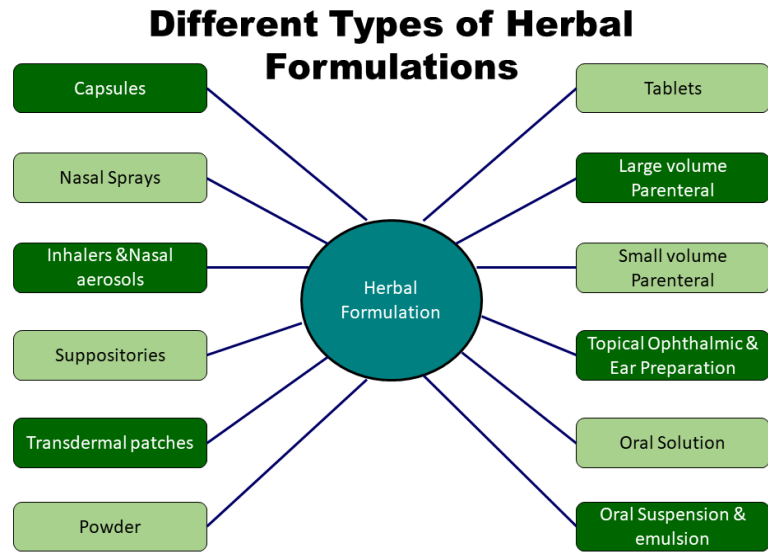 Different Types of Herbal
Formulations
Capsules
Nasal Sprays
Inhalers &Nasal
aerosols
Suppositories
Transdermal patches
Powder
Herbal
Formulation
Tablets
Large volume
Parenteral
Small volume
Parenteral
Topical Ophthalmic &
Ear Preparation
Oral Solution
Oral Suspension &
emulsion